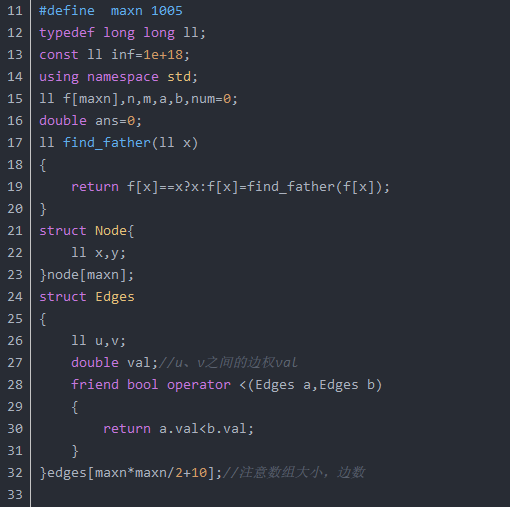 11 #define  maxn 1005
12 typedef long long ll;
13 const ll inf=1e+18;
14 using namespace std;
15 ll f[maxn],n,m,a,b,num=0;
16 double ans=0;
17 ll find_father(ll x)
18 {
19     return f[x]==x?x:f[x]=find_father(f[x]);
20 }
21 struct Node{
22     ll x,y;
23 }node[maxn];
24 struct Edges
25 {
26     ll u,v;
27     double val;//u、v之间的边权val
28     friend bool operator <(Edges a,Edges b)
29     {
30         return a.val<b.val;
31     }
32 }edges[maxn*maxn/2+10];//注意数组大小，边数
33